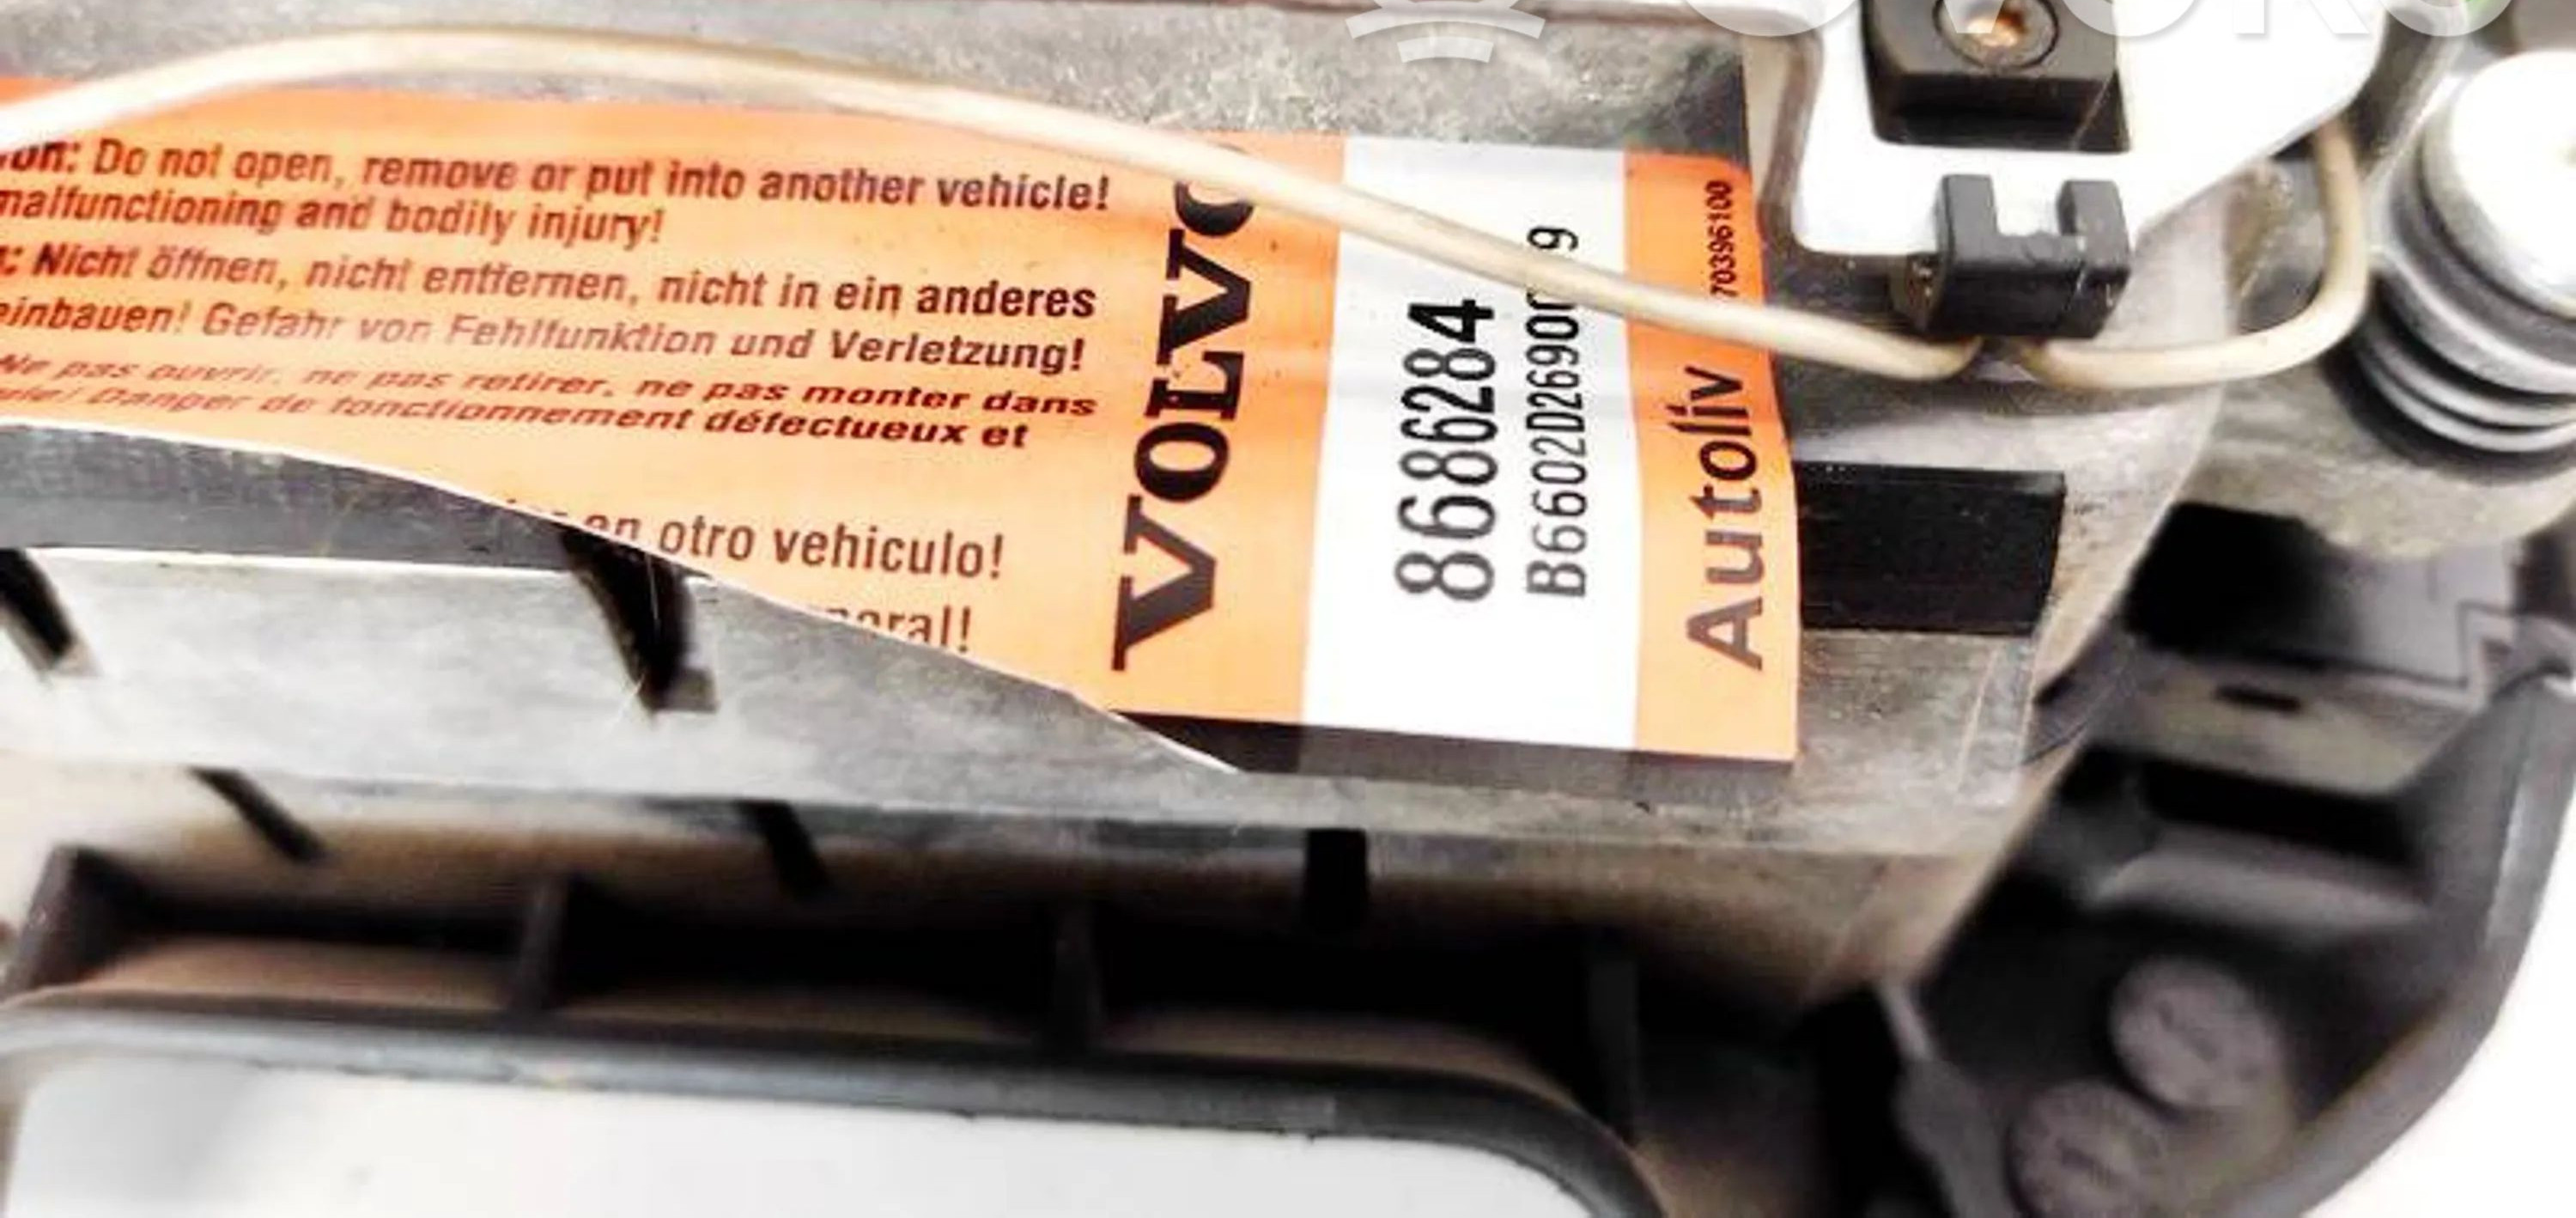 Do not open, remove or put into another vehicle!
malfunctioning and bodily injury!
Nicht öffnen, nicht entfernen, nicht in ein anderes
einbauen! Gefahr von Fehlfunktion und Verletzung!
Ne pas ouvrir, ne pas retirer, ne pas monter dans
Danger de fonctionnement défectueux et
en otro vehiculo!
VOLVO
8686284
Autoliv
OVOKO